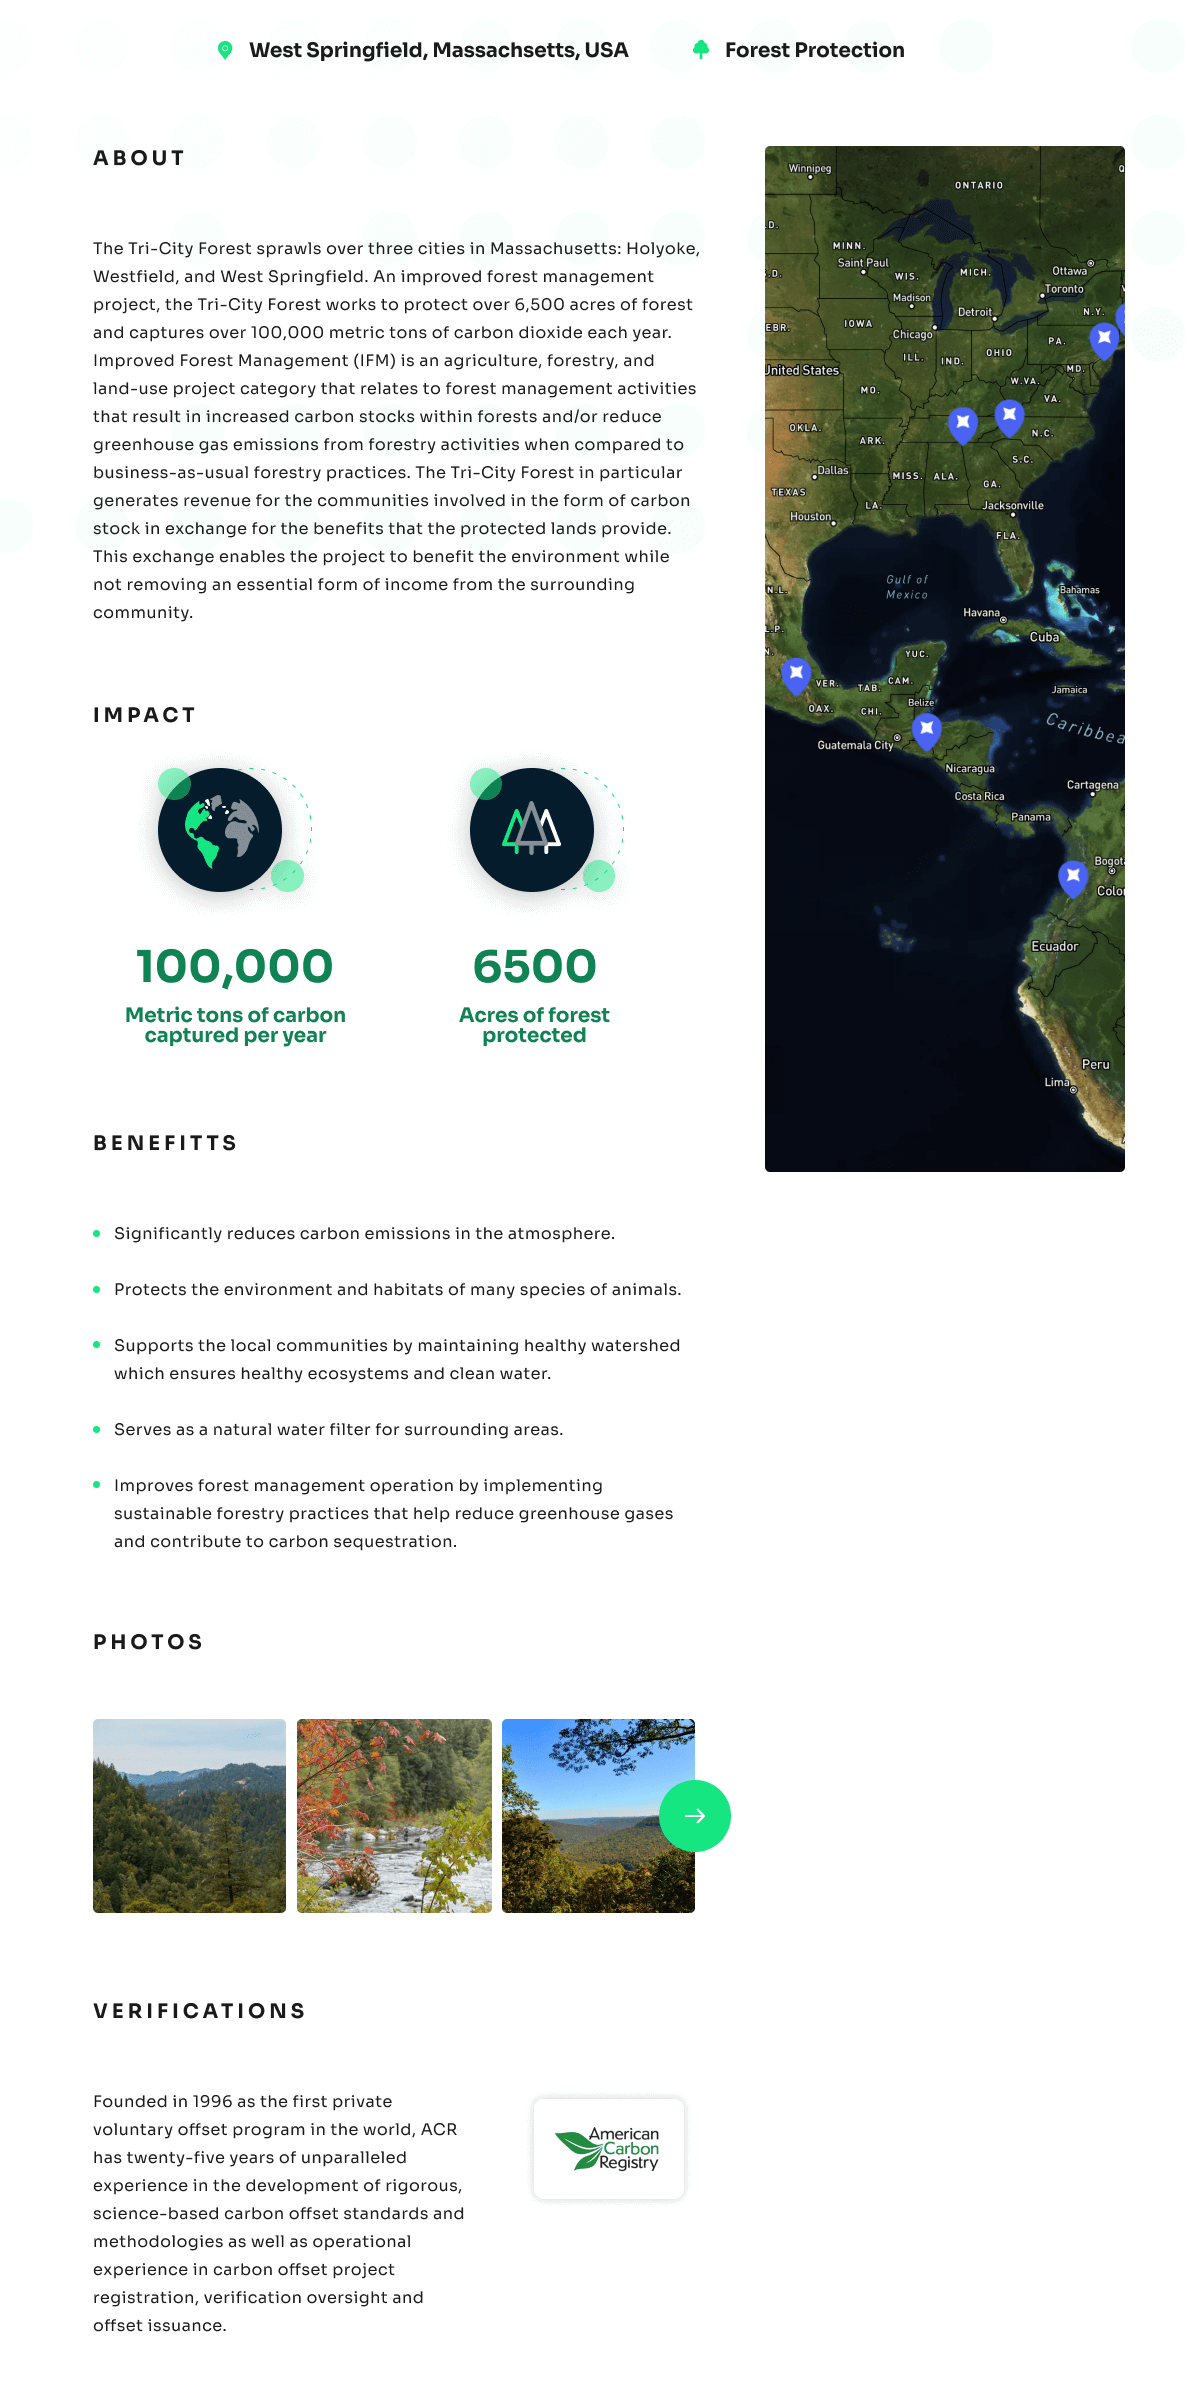 West Springfield, Massachsetts, USA
Forest Protection
ABOUT
The Tri-City Forest sprawls over three cities in Massachusetts: Holyoke,
Westfield, and West Springfield. An improved forest management
project, the Tri-City Forest works to protect over 6,500 acres of forest
and captures over 100,000 metric tons of carbon dioxide each year.
Improved Forest Management (IFM) is an agriculture, forestry, and
land-use project category that relates to forest management activities
that result in increased carbon stocks within forests and/or reduce
greenhouse gas emissions from forestry activities when compared to
business-as-usual forestry practices. The Tri-City Forest in particular
generates revenue for the communities involved in the form of carbon
stock in exchange for the benefits that the protected lands provide.
This exchange enables the project to benefit the environment while
not removing an essential form of income from the surrounding
community.
IMPACT
100,000
Metric tons of carbon
captured per year
6500
Acres of forest
protected
BENEFITTS
Significantly reduces carbon emissions in the atmosphere.
Protects the environment and habitats of many species of animals.
Supports the local communities by maintaining healthy watershed
which ensures healthy ecosystems and clean water.
Serves as a natural water filter for surrounding areas.
Improves forest management operation by implementing
sustainable forestry practices that help reduce greenhouse gases
and contribute to carbon sequestration.
PHOTOS
VERIFICATIONS
Founded in 1996 as the first private
voluntary offset program in the world, ACR
has twenty-five years of unparalleled
experience in the development of rigorous,
science-based carbon offset standards and
methodologies as well as operational
experience in carbon offset project
registration, verification oversight and
offset issuance.
American
Carbon
Registry
Winnipeg
ONTARIO
MINN.
Saint Paul
WIS.
MICH.
Ottawa
Toronto
Madison
Detroit
N.Y.
IOWA
Chicago
PA.
ILL.
IND.
OHIO
MD.
United States
W.VA.
MO.
VA.
OKLA.
ARK.
N.C.
S.C.
Dallas
MISS.
ALA.
GA.
TEXAS
LA.
Jacksonville
Houston
FLA.
Gulf of
Mexico
Bahamas
Havana
Cuba
YUC.
CAM.
VER.
TAB.
Jamaica
Belize
OAX.
CHI.
Caribbea
Guatemala City
Nicaragua
Cartagena
Costa Rica
Panama
Bogot
Colo
Ecuador
Peru
Lima